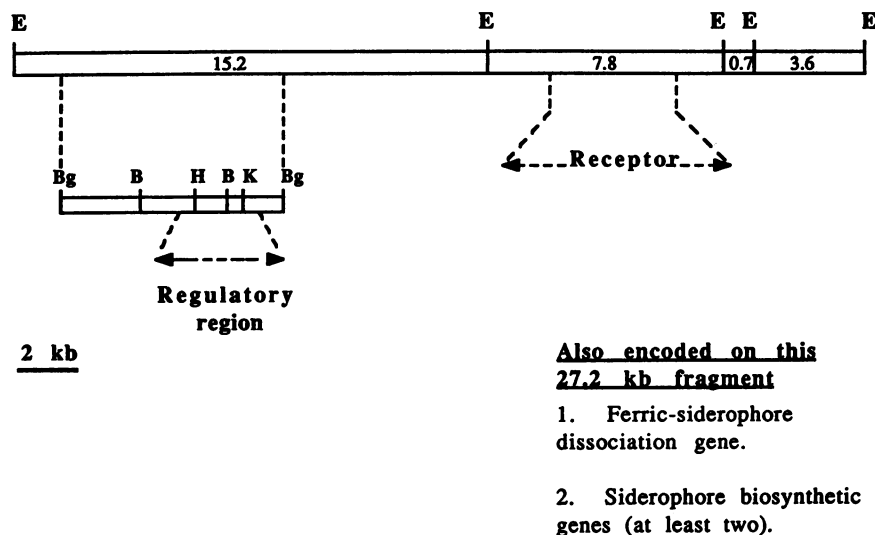 E E E E E
15.2 7.8 0.7 3.6
Receptor
Bg B H B K Bg
Regulatory
region
2 kb
Also encoded on this
27.2 kb fragment
1. Ferric-siderophore
dissociation gene.
2. Siderophore biosynthetic
genes (at least two).